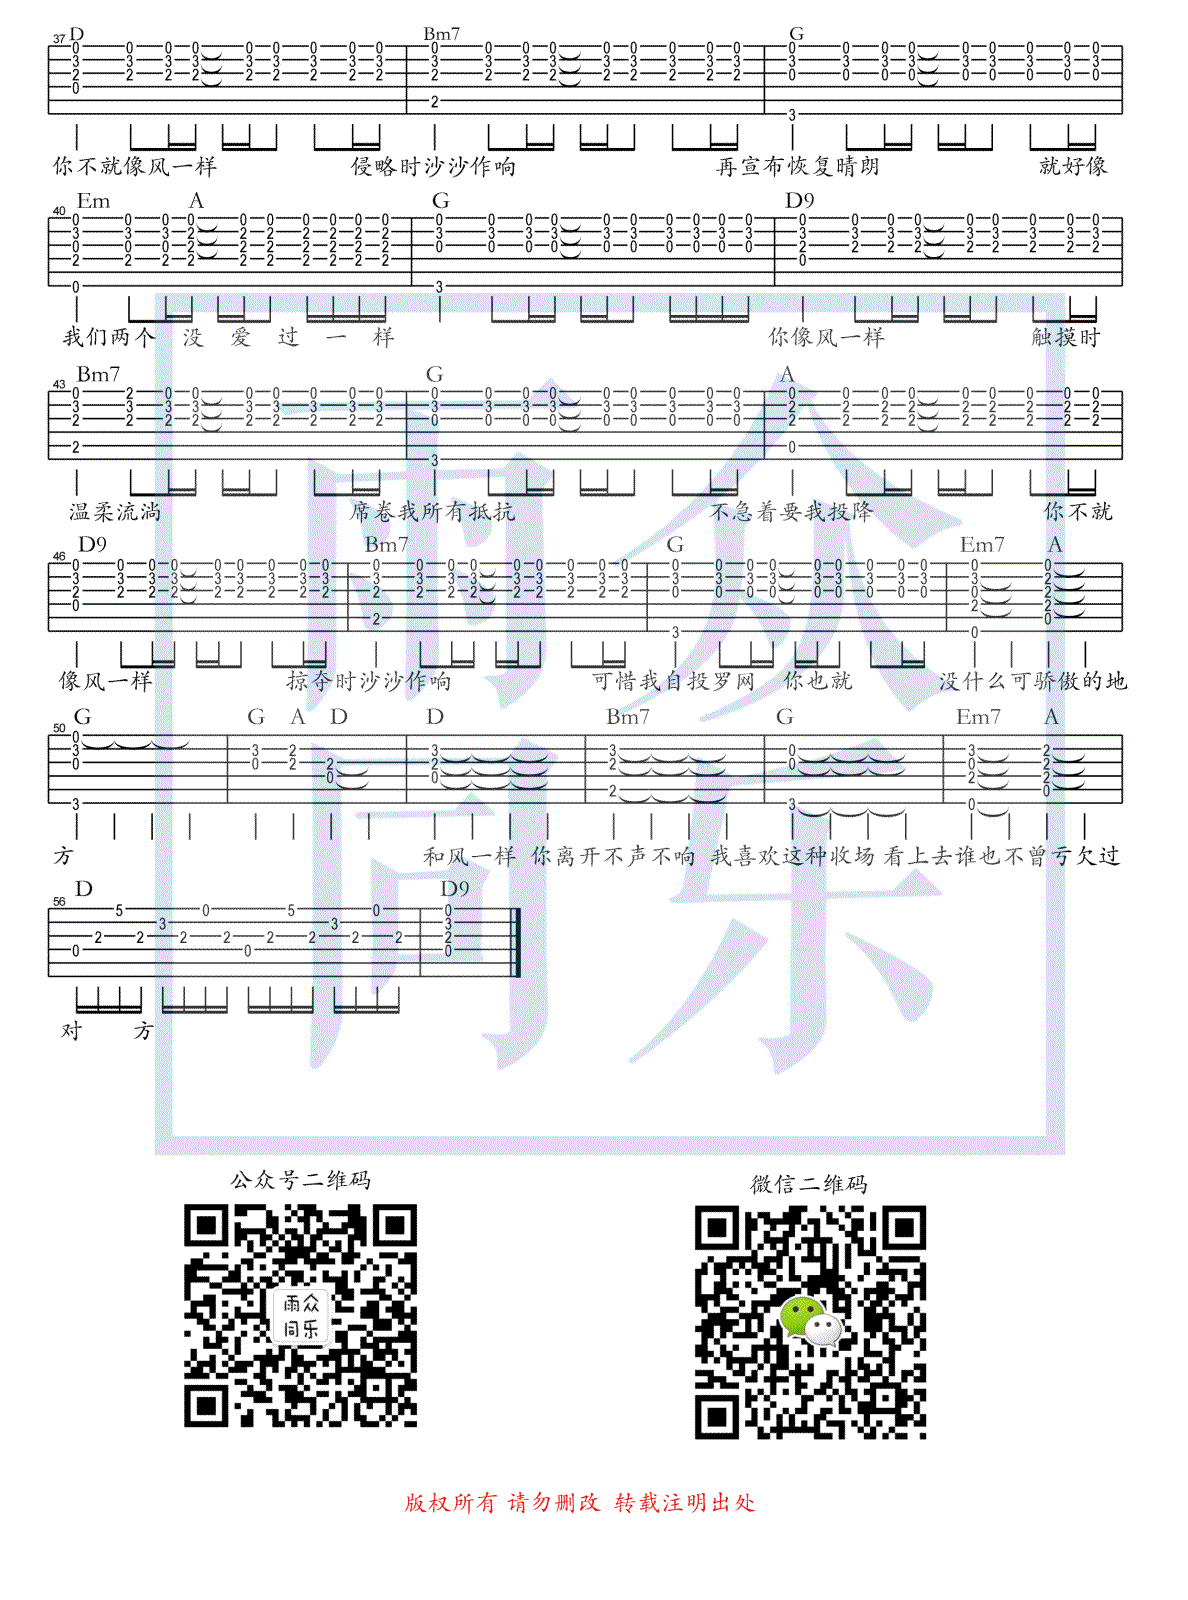 37 D Bm7 G
你不就像风一样 侵略时沙沙作响 再宣布恢复晴朗 就好像
40 Em A G D9
我们两个 没 爱 过 一 样 你像风一样 触摸时
43 Bm7 G A
温柔流淌 席卷我所有抵抗 不急着要我投降 你不就
46 D9 Bm7 G Em7 A
像风一样 掠夺时沙沙作响 可惜我自投罗网 你也就 没什么可骄傲的地
50 G G A D D Bm7 G Em7 A
方 和风一样 你离开不声不响 我喜欢这种收场 看上去谁也不曾亏欠过
56 D D9
对 方
雨众
同乐
公众号二维码 微信二维码
雨众
同乐
版权所有 请勿删改 转载注明出处